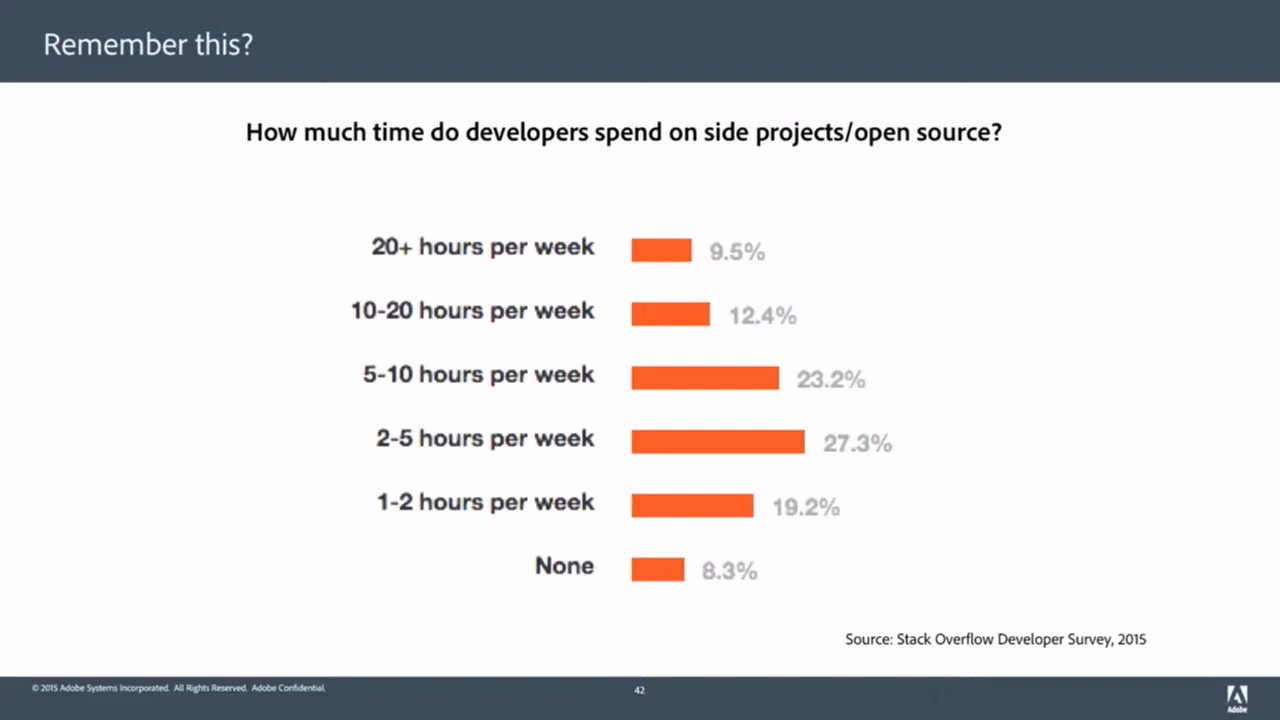 Remember this?
How much time do developers spend on side projects/open source?
20+ hours per week 9.5%
10-20 hours per week 12.4%
5-10 hours per week 23.2%
2-5 hours per week 27.3%
1-2 hours per week 19.2%
None 8.3%
Source: Stack Overflow Developer Survey, 2015
© 2015 Adobe Systems Incorporated. All Rights Reserved. Adobe Confidential.
42
Adobe